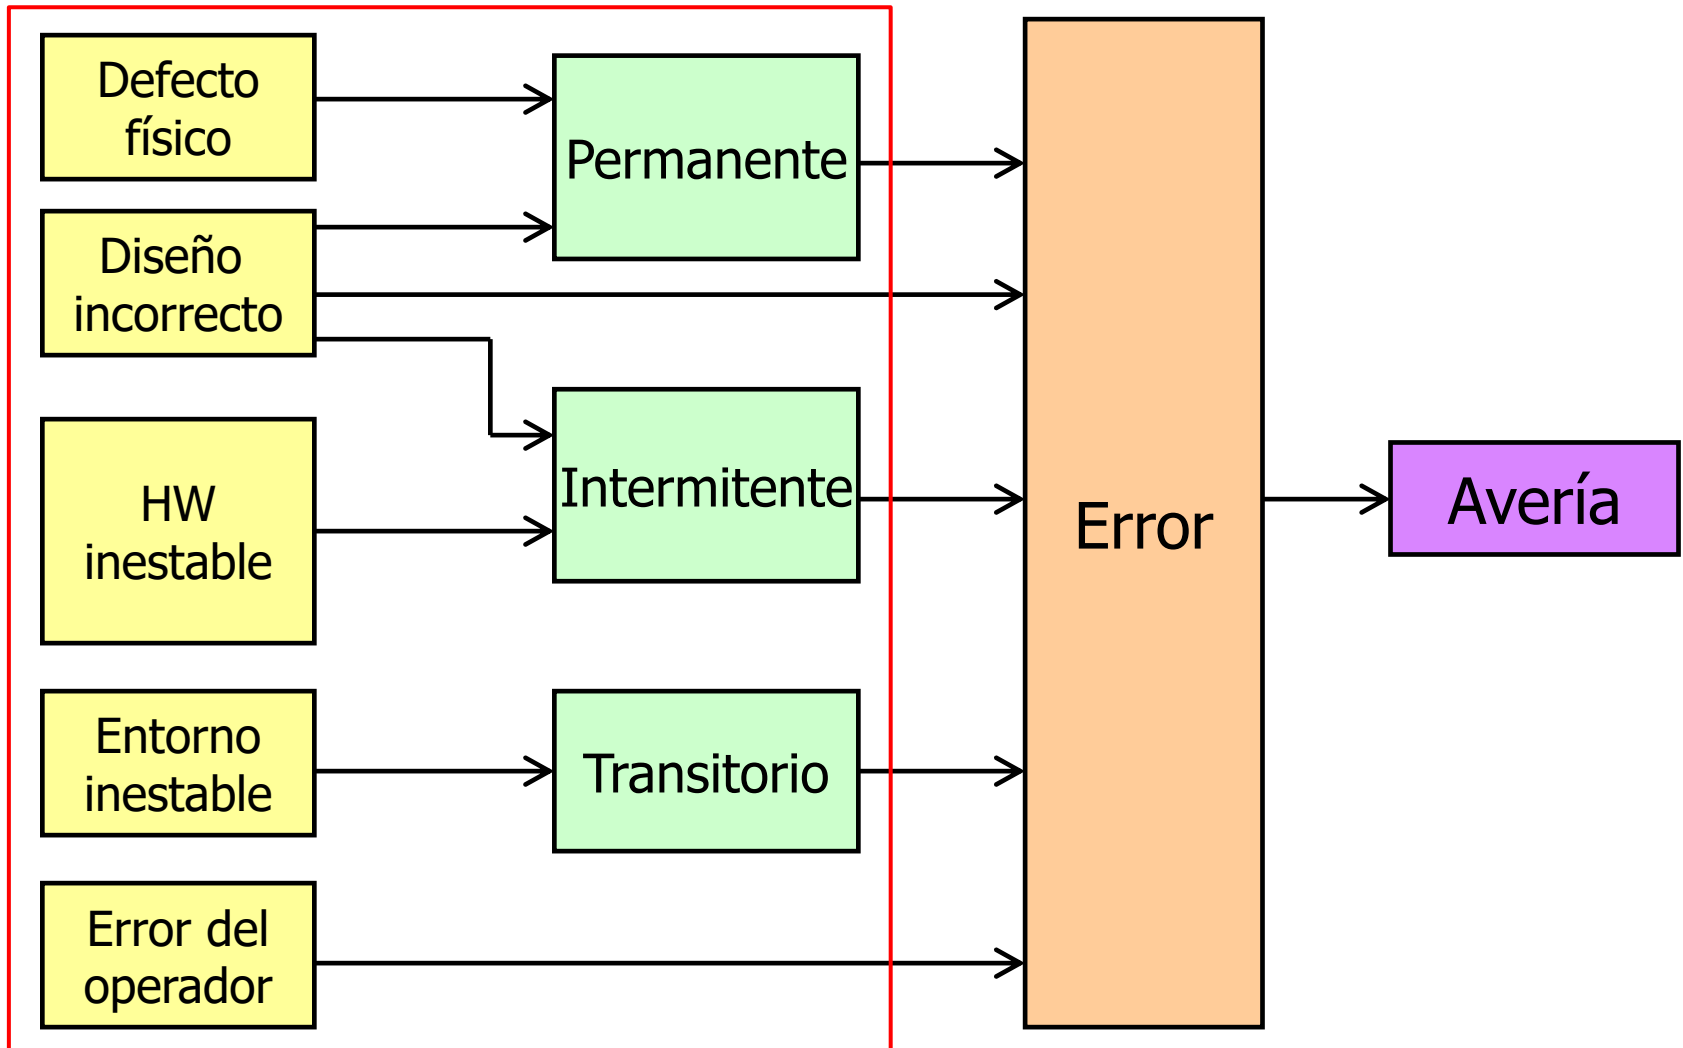 Defecto
físico
Permanente
Diseño
incorrecto
HW
inestable
Intermitente
Entorno
inestable
Transitorio
Error del
operador
Error
Avería